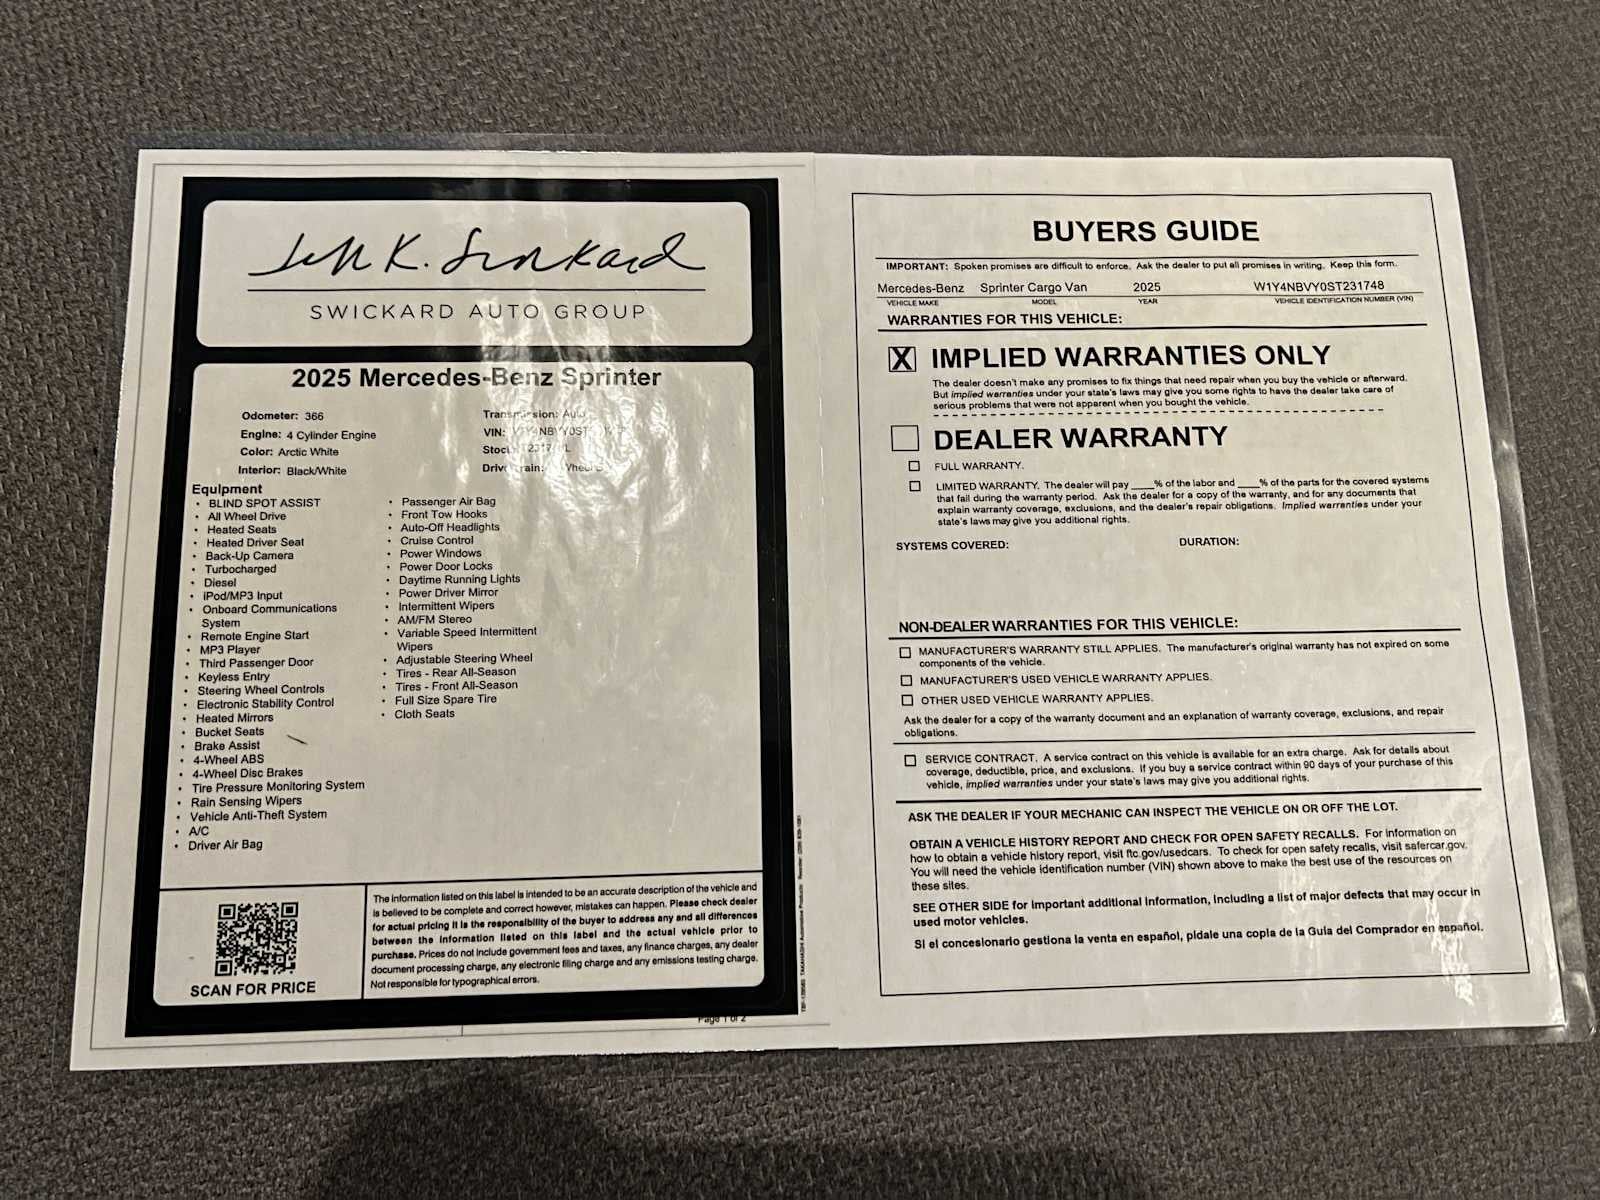 Jeff K. Swickard
SWICKARD AUTO GROUP
2025 Mercedes-Benz Sprinter
Odometer: 366
Engine: 4 Cylinder Engine
Color: Arctic White
Interior: Black/White
Transmission: Auto
VIN:
Stock
Drivetrain: Wheel
Equipment
• BLIND SPOT ASSIST
• All Wheel Drive
• Heated Seats
• Heated Driver Seat
• Back-Up Camera
• Turbocharged
• Diesel
• iPod/MP3 Input
• Onboard Communications
System
• Remote Engine Start
• MP3 Player
• Third Passenger Door
• Keyless Entry
• Steering Wheel Controls
• Electronic Stability Control
• Heated Mirrors
• Bucket Seats
• Brake Assist
• 4-Wheel ABS
• 4-Wheel Disc Brakes
• Tire Pressure Monitoring System
• Rain Sensing Wipers
• Vehicle Anti-Theft System
• A/C
• Driver Air Bag
• Passenger Air Bag
• Front Tow Hooks
• Auto-Off Headlights
• Cruise Control
• Power Windows
• Power Door Locks
• Daytime Running Lights
• Power Driver Mirror
• Intermittent Wipers
• AM/FM Stereo
• Variable Speed Intermittent
Wipers
• Adjustable Steering Wheel
• Tires - Rear All-Season
• Tires - Front All-Season
• Full Size Spare Tire
• Cloth Seats
SCAN FOR PRICE
The information listed on this label is intended to be an accurate description of the vehicle and
is believed to be complete and correct however, mistakes can happen. Please check dealer
for actual pricing It is the responsibility of the buyer to address any and all differences
between the information listed on this label and the actual vehicle prior to
purchase. Prices do not include government fees and taxes, any finance charges, any dealer
document processing charge, any electronic filing charge and any emissions testing charge.
Not responsible for typographical errors.
Page 1 of 2
TAKAHASHI Automotive Products
BUYERS GUIDE
IMPORTANT: Spoken promises are difficult to enforce. Ask the dealer to put all promises in writing. Keep this form.
Mercedes-Benz Sprinter Cargo Van 2025 W1Y4NBVY0ST231748
VEHICLE MAKE MODEL YEAR VEHICLE IDENTIFICATION NUMBER (VIN)
WARRANTIES FOR THIS VEHICLE:
X IMPLIED WARRANTIES ONLY
The dealer doesn't make any promises to fix things that need repair when you buy the vehicle or afterward.
But implied warranties under your state's laws may give you some rights to have the dealer take care of
serious problems that were not apparent when you bought the vehicle.
DEALER WARRANTY
FULL WARRANTY.
LIMITED WARRANTY. The dealer will pay ____% of the labor and ____% of the parts for the covered systems
that fail during the warranty period. Ask the dealer for a copy of the warranty, and for any documents that
explain warranty coverage, exclusions, and the dealer's repair obligations. Implied warranties under your
state's laws may give you additional rights.
SYSTEMS COVERED: DURATION:
NON-DEALER WARRANTIES FOR THIS VEHICLE:
MANUFACTURER'S WARRANTY STILL APPLIES. The manufacturer's original warranty has not expired on some
components of the vehicle.
MANUFACTURER'S USED VEHICLE WARRANTY APPLIES.
OTHER USED VEHICLE WARRANTY APPLIES.
Ask the dealer for a copy of the warranty document and an explanation of warranty coverage, exclusions, and repair
obligations.
SERVICE CONTRACT. A service contract on this vehicle is available for an extra charge. Ask for details about
coverage, deductible, price, and exclusions. If you buy a service contract within 90 days of your purchase of this
vehicle, implied warranties under your state's laws may give you additional rights.
ASK THE DEALER IF YOUR MECHANIC CAN INSPECT THE VEHICLE ON OR OFF THE LOT.
OBTAIN A VEHICLE HISTORY REPORT AND CHECK FOR OPEN SAFETY RECALLS. For information on
how to obtain a vehicle history report, visit ftc.gov/usedcars. To check for open safety recalls, visit safercar.gov.
You will need the vehicle identification number (VIN) shown above to make the best use of the resources on
these sites.
SEE OTHER SIDE for important additional information, including a list of major defects that may occur in
used motor vehicles.
Si el concesionario gestiona la venta en español, pídale una copia de la Guía del Comprador en español.